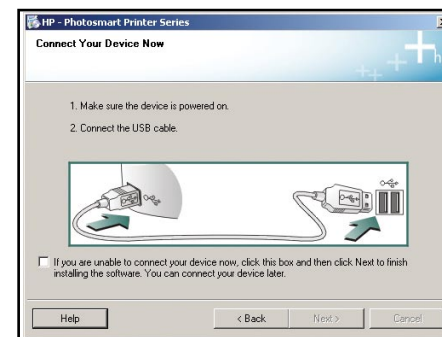 HP - Photosmart Printer Series
Connect Your Device Now
1. Make sure the device is powered on.
2. Connect the USB cable.
If you are unable to connect your device now, click this box and then click Next to finish
installing the software. You can connect your device later.
Help
< Back
Next >
Cancel